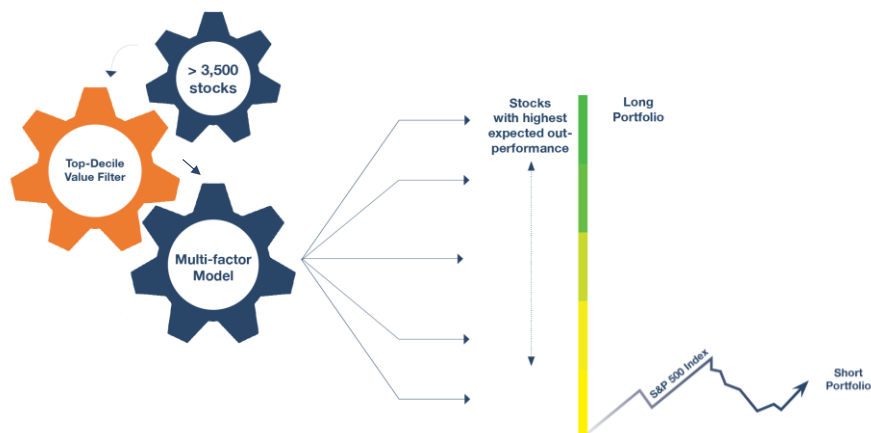 > 3,500
stocks
Top-Decile
Value Filter
Multi-factor
Model
Stocks
with highest
expected out-
performance
Long
Portfolio
S&P 500 Index
Short
Portfolio